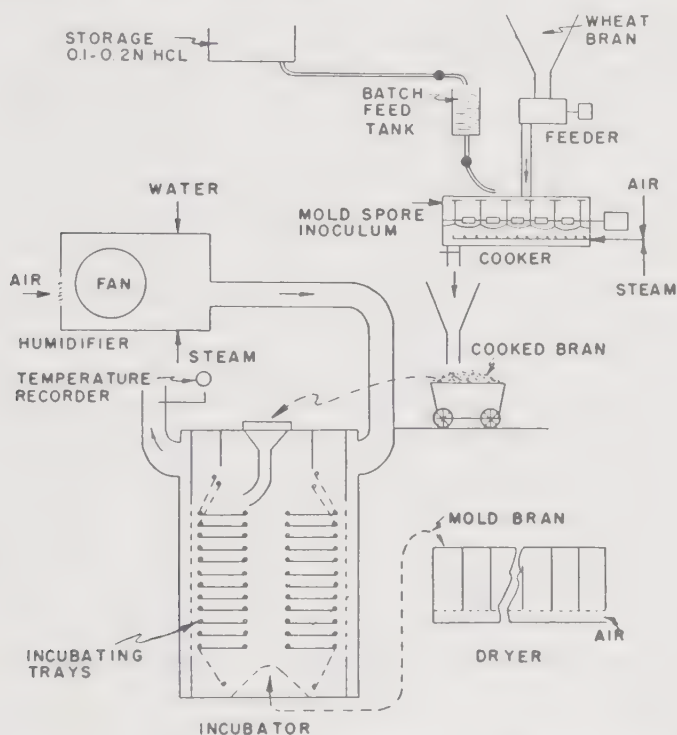 STORAGE
0.1-0.2N HCL
WHEAT
BRAN
BATCH
FEED
TANK
FEEDER
WATER
AIR
MOLD SPORE
INOCULUM
COOKER
AIR
FAN
STEAM
HUMIDIFIER
STEAM
COOKED BRAN
TEMPERATURE
RECORDER
MOLD BRAN
INCUBATING
TRAYS
AIR
DRYER
INCUBATOR